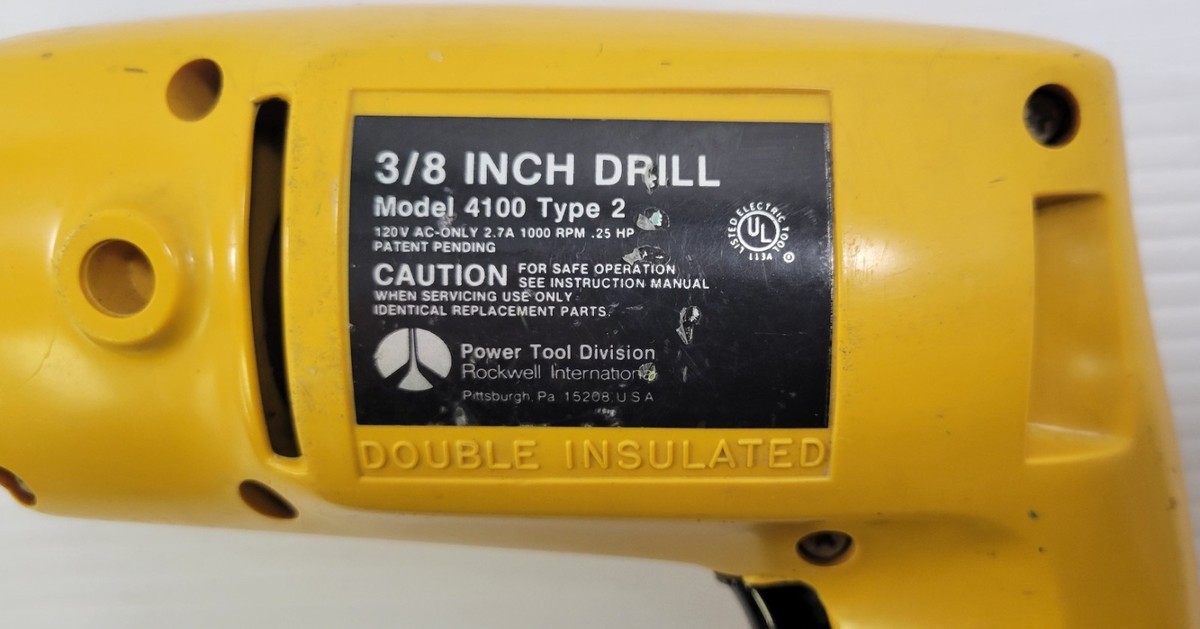 3/8 INCH DRILL
Model 4100 Type 2
120V AC-ONLY 2.7A 1000 RPM .25 HP
PATENT PENDING
LISTED ELECTRIC TOOL
UL
113A
CAUTION FOR SAFE OPERATION
SEE INSTRUCTION MANUAL
WHEN SERVICING USE ONLY
IDENTICAL REPLACEMENT PARTS.
Power Tool Division
Rockwell International
Pittsburgh, Pa 15208 U.S.A
DOUBLE INSULATED